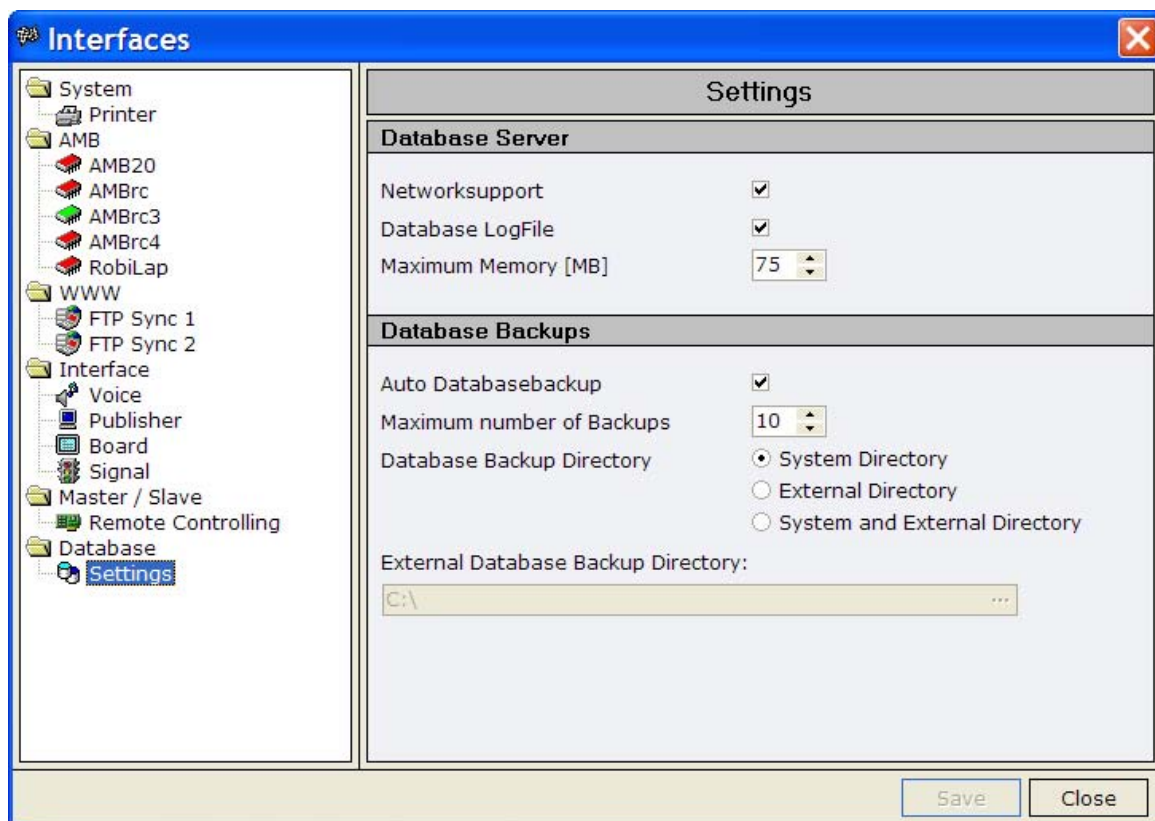 Interfaces
System
Printer
AMB
AMB20
AMBrc
AMBrc3
AMBrc4
RobiLap
WWW
FTP Sync 1
FTP Sync 2
Interface
Voice
Publisher
Board
Signal
Master / Slave
Remote Controlling
Database
Settings
Settings
Database Server
Networksupport
Database LogFile
Maximum Memory [MB] 75
Database Backups
Auto Databasebackup
Maximum number of Backups 10
Database Backup Directory System Directory
External Directory
System and External Directory
External Database Backup Directory:
C:\ ...
Save Close